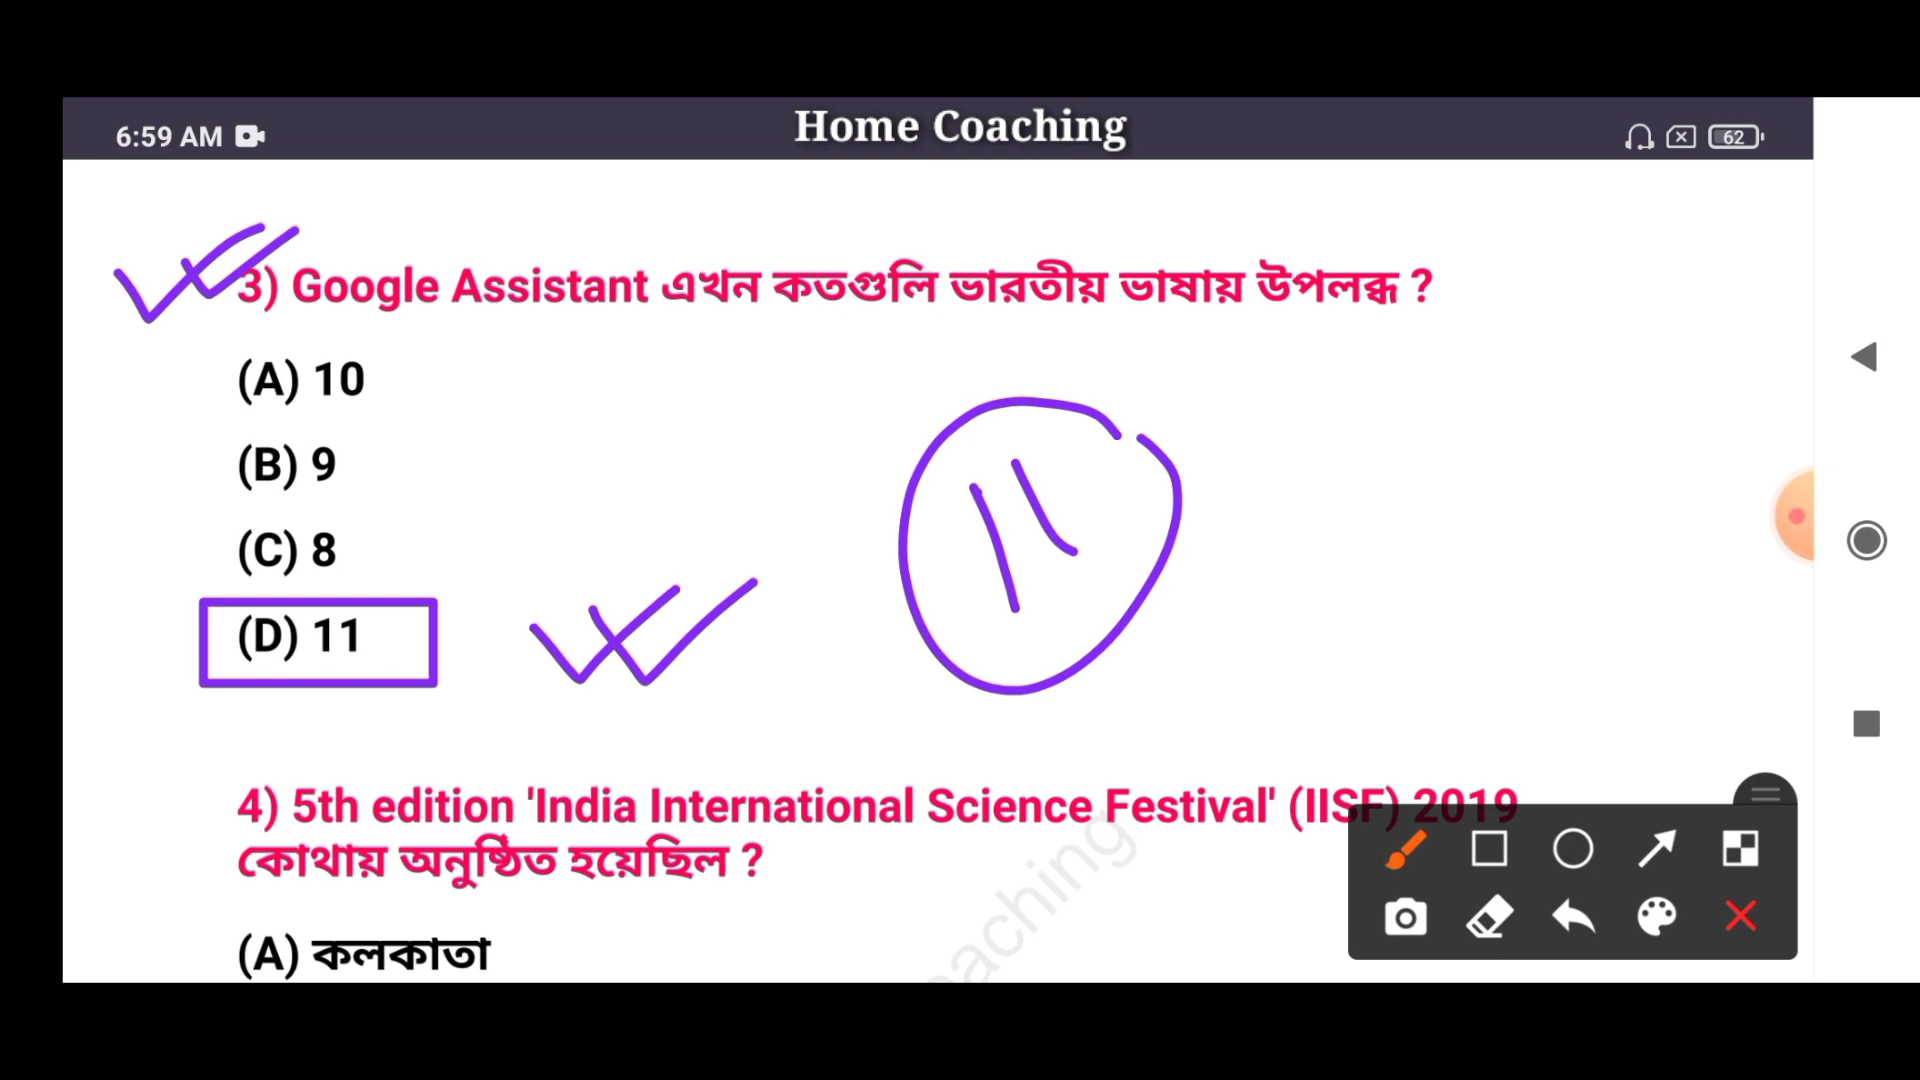 Home Coaching
6:59 AM
62
3) Google Assistant এখন কতগুলি ভারতীয় ভাষায় উপলব্ধ ?
(A) 10
(B) 9
(C) 8
(D) 11
11
4) 5th edition 'India International Science Festival' (IISF) 2019
কোথায় অনুষ্ঠিত হয়েছিল ?
(A) কলকাতা